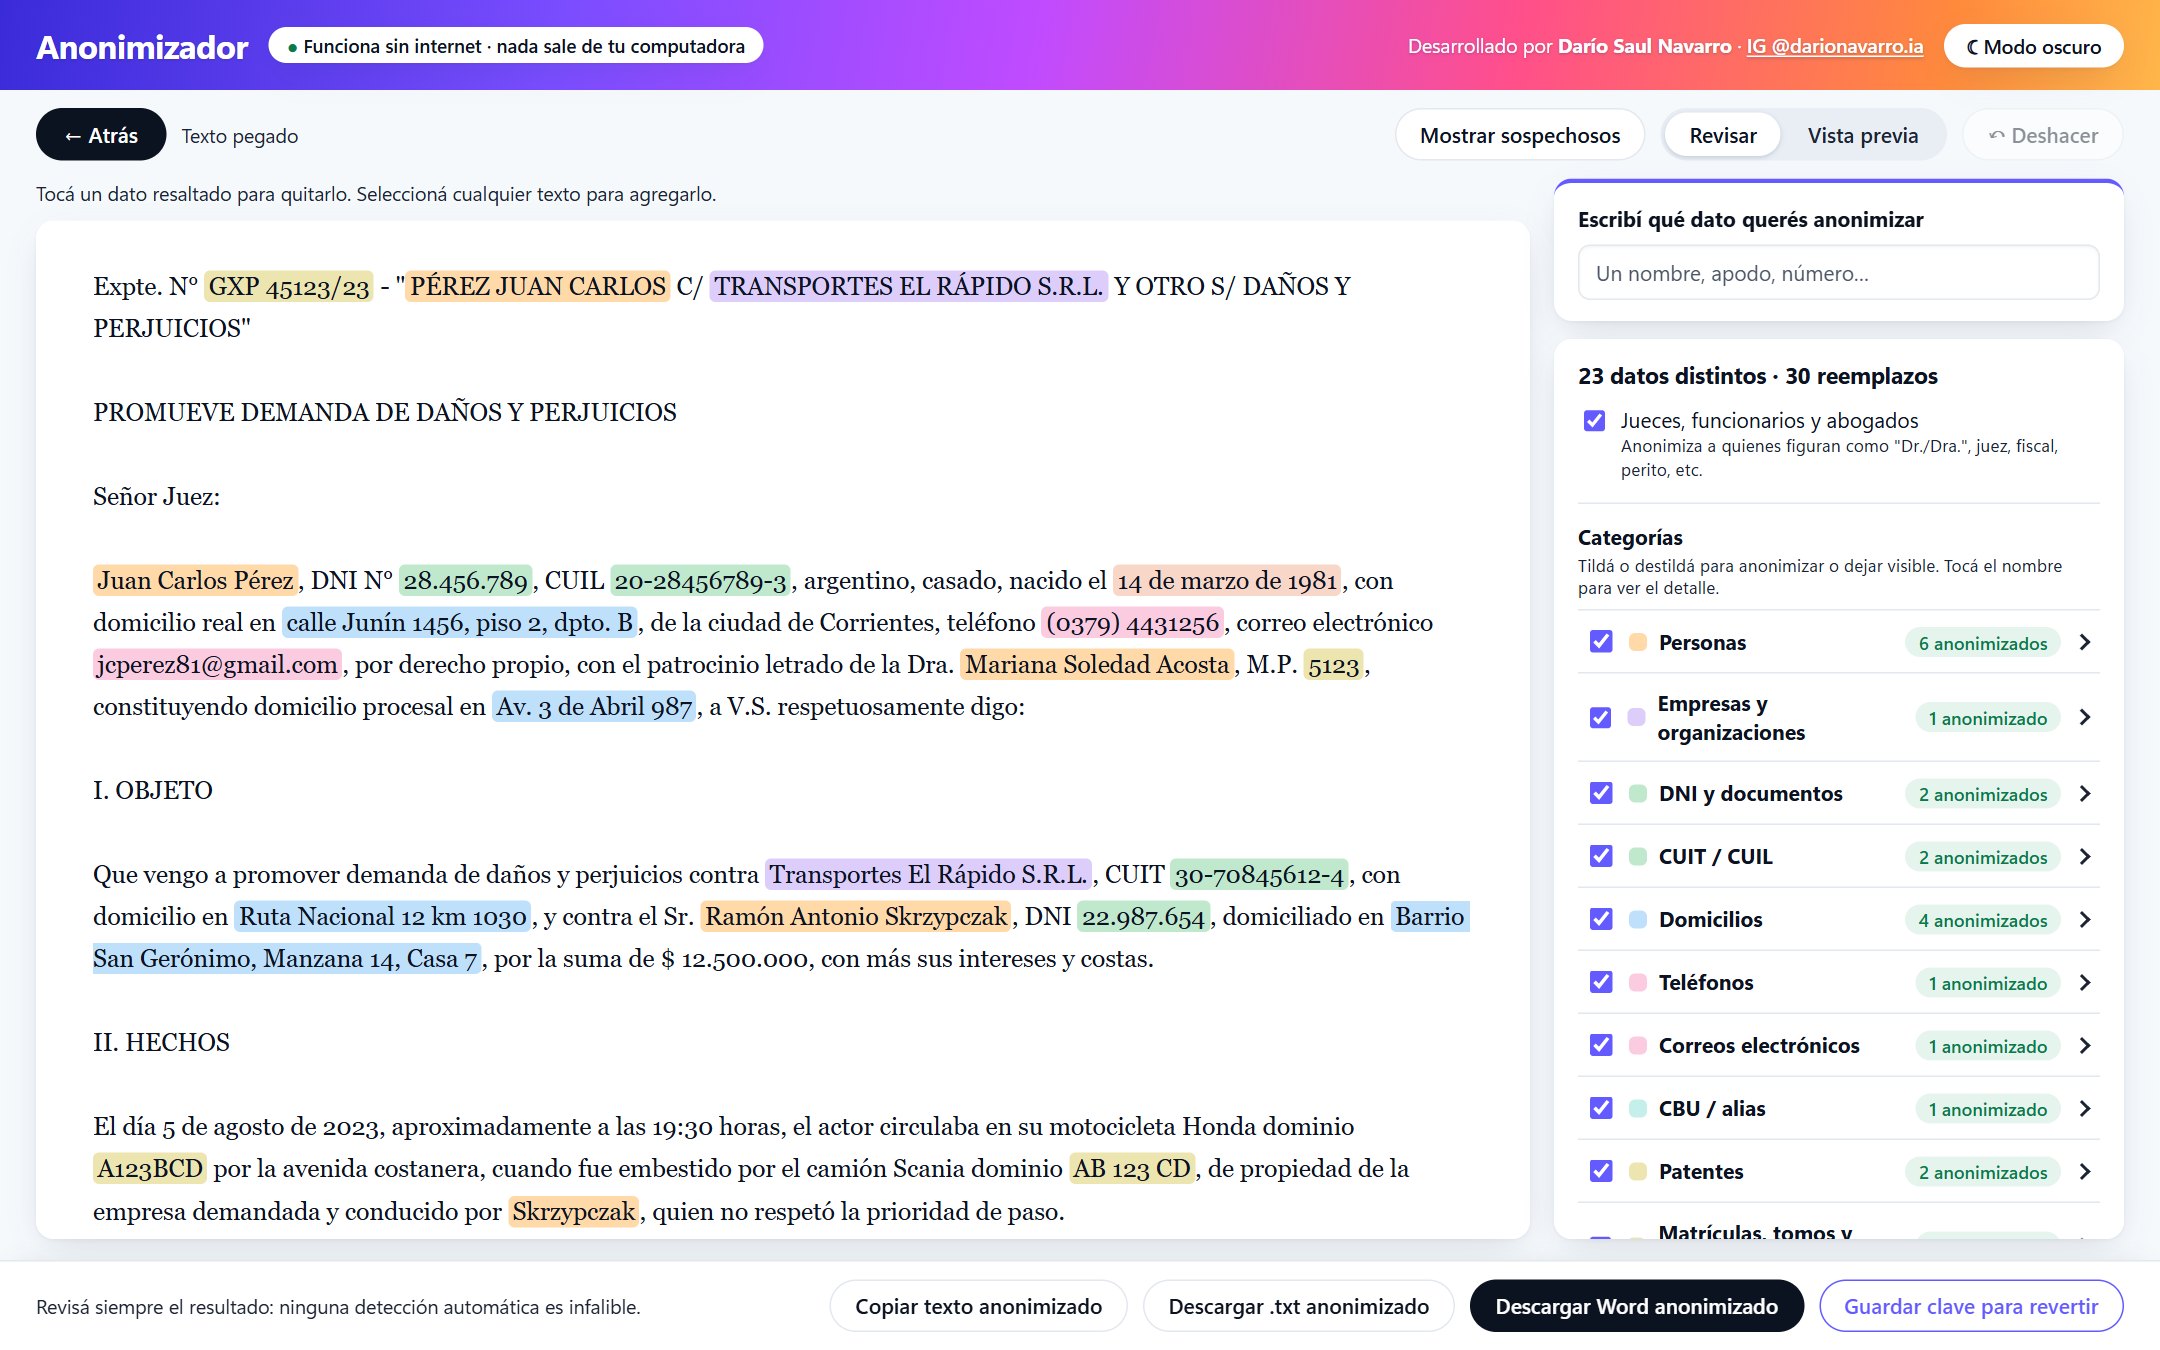 Anonimizador
● Funciona sin internet · nada sale de tu computadora
Desarrollado por Darío Saul Navarro · IG @darionavarro.ia
☾ Modo oscuro
← Atrás
Texto pegado
Mostrar sospechosos
Revisar
Vista previa
↶ Deshacer
Tocá un dato resaltado para quitarlo. Seleccioná cualquier texto para agregarlo.
Expte. N° GXP 45123/23 - "PÉREZ JUAN CARLOS C/ TRANSPORTES EL RÁPIDO S.R.L. Y OTRO S/ DAÑOS Y
PERJUICIOS"
PROMUEVE DEMANDA DE DAÑOS Y PERJUICIOS
Señor Juez:
Juan Carlos Pérez, DNI N° 28.456.789, CUIL 20-28456789-3, argentino, casado, nacido el 14 de marzo de 1981, con
domicilio real en calle Junín 1456, piso 2, dpto. B, de la ciudad de Corrientes, teléfono (0379) 4431256, correo electrónico
jcperez81@gmail.com, por derecho propio, con el patrocinio letrado de la Dra. Mariana Soledad Acosta, M.P. 5123,
constituyendo domicilio procesal en Av. 3 de Abril 987, a V.S. respetuosamente digo:
I. OBJETO
Que vengo a promover demanda de daños y perjuicios contra Transportes El Rápido S.R.L., CUIT 30-70845612-4, con
domicilio en Ruta Nacional 12 km 1030, y contra el Sr. Ramón Antonio Skrzypczak, DNI 22.987.654, domiciliado en Barrio
San Gerónimo, Manzana 14, Casa 7, por la suma de $ 12.500.000, con más sus intereses y costas.
II. HECHOS
El día 5 de agosto de 2023, aproximadamente a las 19:30 horas, el actor circulaba en su motocicleta Honda dominio
A123BCD por la avenida costanera, cuando fue embestido por el camión Scania dominio AB 123 CD, de propiedad de la
empresa demandada y conducido por Skrzypczak, quien no respetó la prioridad de paso.
Escribí qué dato querés anonimizar
Un nombre, apodo, número...
23 datos distintos · 30 reemplazos
Jueces, funcionarios y abogados
Anonimiza a quienes figuran como "Dr./Dra.", juez, fiscal,
perito, etc.
Categorías
Tildá o destildá para anonimizar o dejar visible. Tocá el nombre
para ver el detalle.
Personas
6 anonimizados
Empresas y
organizaciones
1 anonimizado
DNI y documentos
2 anonimizados
CUIT / CUIL
2 anonimizados
Domicilios
4 anonimizados
Teléfonos
1 anonimizado
Correos electrónicos
1 anonimizado
CBU / alias
1 anonimizado
Patentes
2 anonimizados
Matrículas, tomos y
Revisá siempre el resultado: ninguna detección automática es infalible.
Copiar texto anonimizado
Descargar .txt anonimizado
Descargar Word anonimizado
Guardar clave para revertir